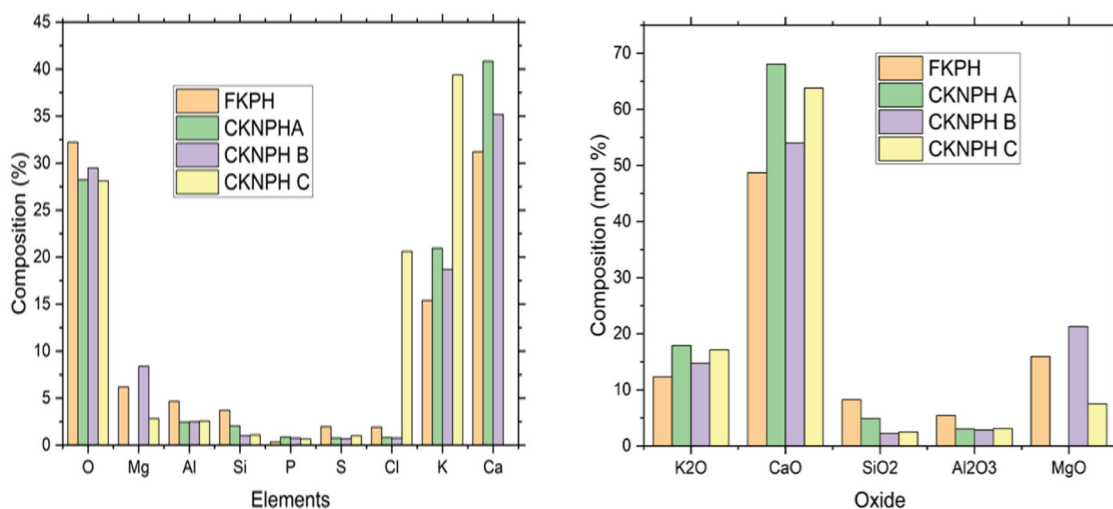 45
40
35
30
25
20
15
10
5
0
Composition (%)
FKPH
CKNPHA
CKNPH B
CKNPH C
O Mg Al Si P S Cl K Ca
Elements
70
60
50
40
30
20
10
0
Composition (mol %)
FKPH
CKNPH A
CKNPH B
CKNPH C
K2O CaO SiO2 Al2O3 MgO
Oxide